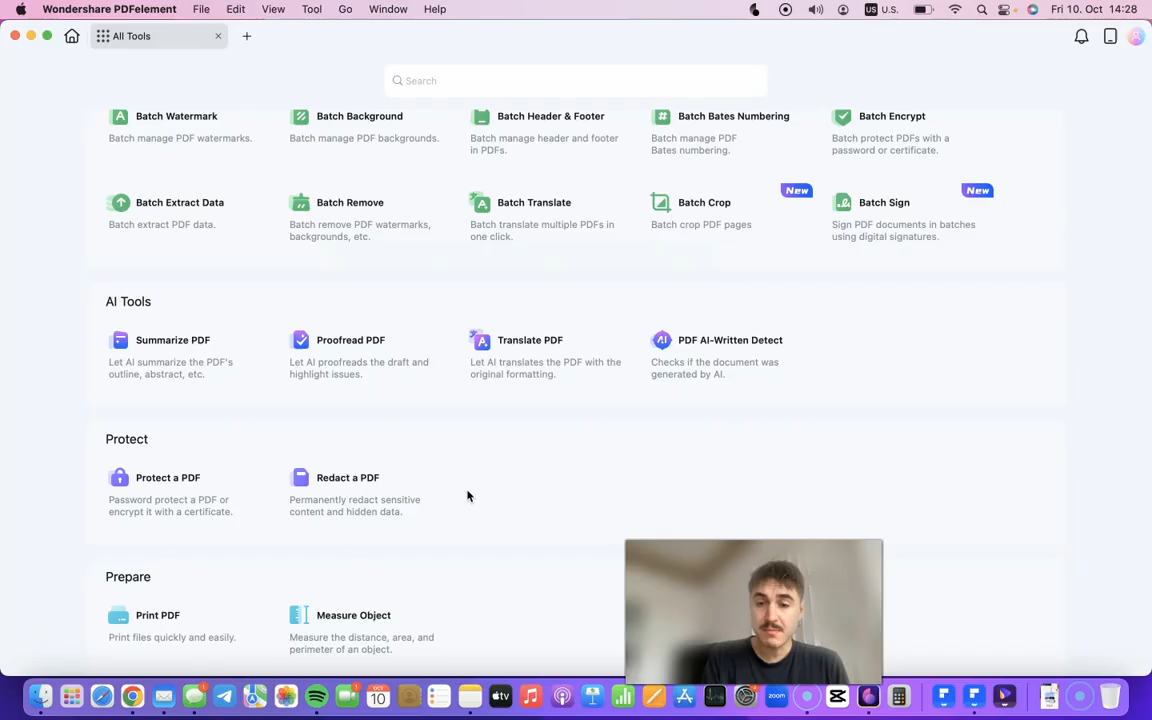 Wondershare PDFelement File Edit View Tool Go Window Help US U.S. Fri 10. Oct 14:28
All Tools
Search
Batch Watermark
Batch manage PDF watermarks.
Batch Background
Batch manage PDF backgrounds.
Batch Header & Footer
Batch manage header and footer
in PDFs.
Batch Bates Numbering
Batch manage PDF
Bates numbering.
Batch Encrypt
Batch protect PDFs with a
password or certificate.
Batch Extract Data
Batch extract PDF data.
Batch Remove
Batch remove PDF watermarks,
backgrounds, etc.
Batch Translate
Batch translate multiple PDFs in
one click.
New
Batch Crop
Batch crop PDF pages
New
Batch Sign
Sign PDF documents in batches
using digital signatures.
AI Tools
Summarize PDF
Let AI summarize the PDF's
outline, abstract, etc.
Proofread PDF
Let AI proofreads the draft and
highlight issues.
Translate PDF
Let AI translates the PDF with the
original formatting.
AI
PDF AI-Written Detect
Checks if the document was
generated by AI.
Protect
Protect a PDF
Password protect a PDF or
encrypt it with a certificate.
Redact a PDF
Permanently redact sensitive
content and hidden data.
Prepare
Print PDF
Print files quickly and easily.
Measure Object
Measure the distance, area, and
perimeter of an object.
10
tv
zoom